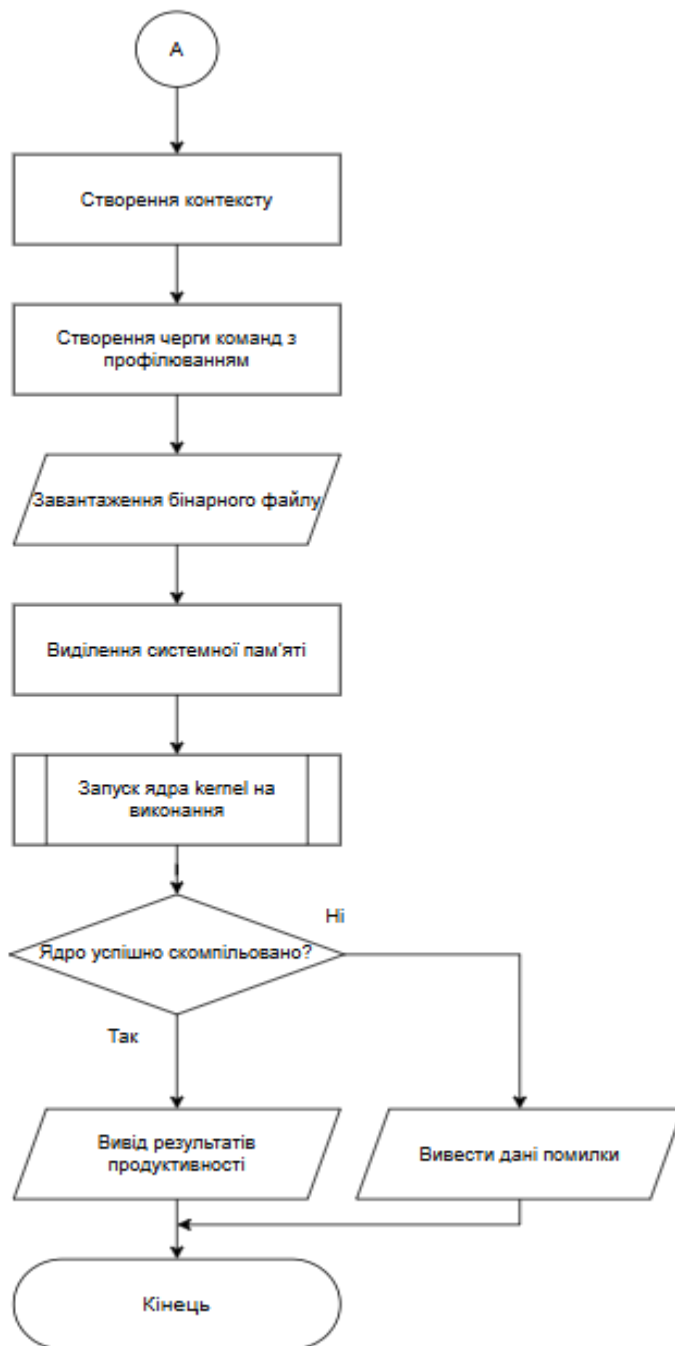 А
Створення контексту
Створення черги команд з
профілюванням
Завантаження бінарного файлу
Виділення системної пам'яті
Запуск ядра kernel на
виконання
Ні
Ядро успішно скомпільовано?
Так
Вивід результатів
продуктивності
Вивести дані помилки
Кінець